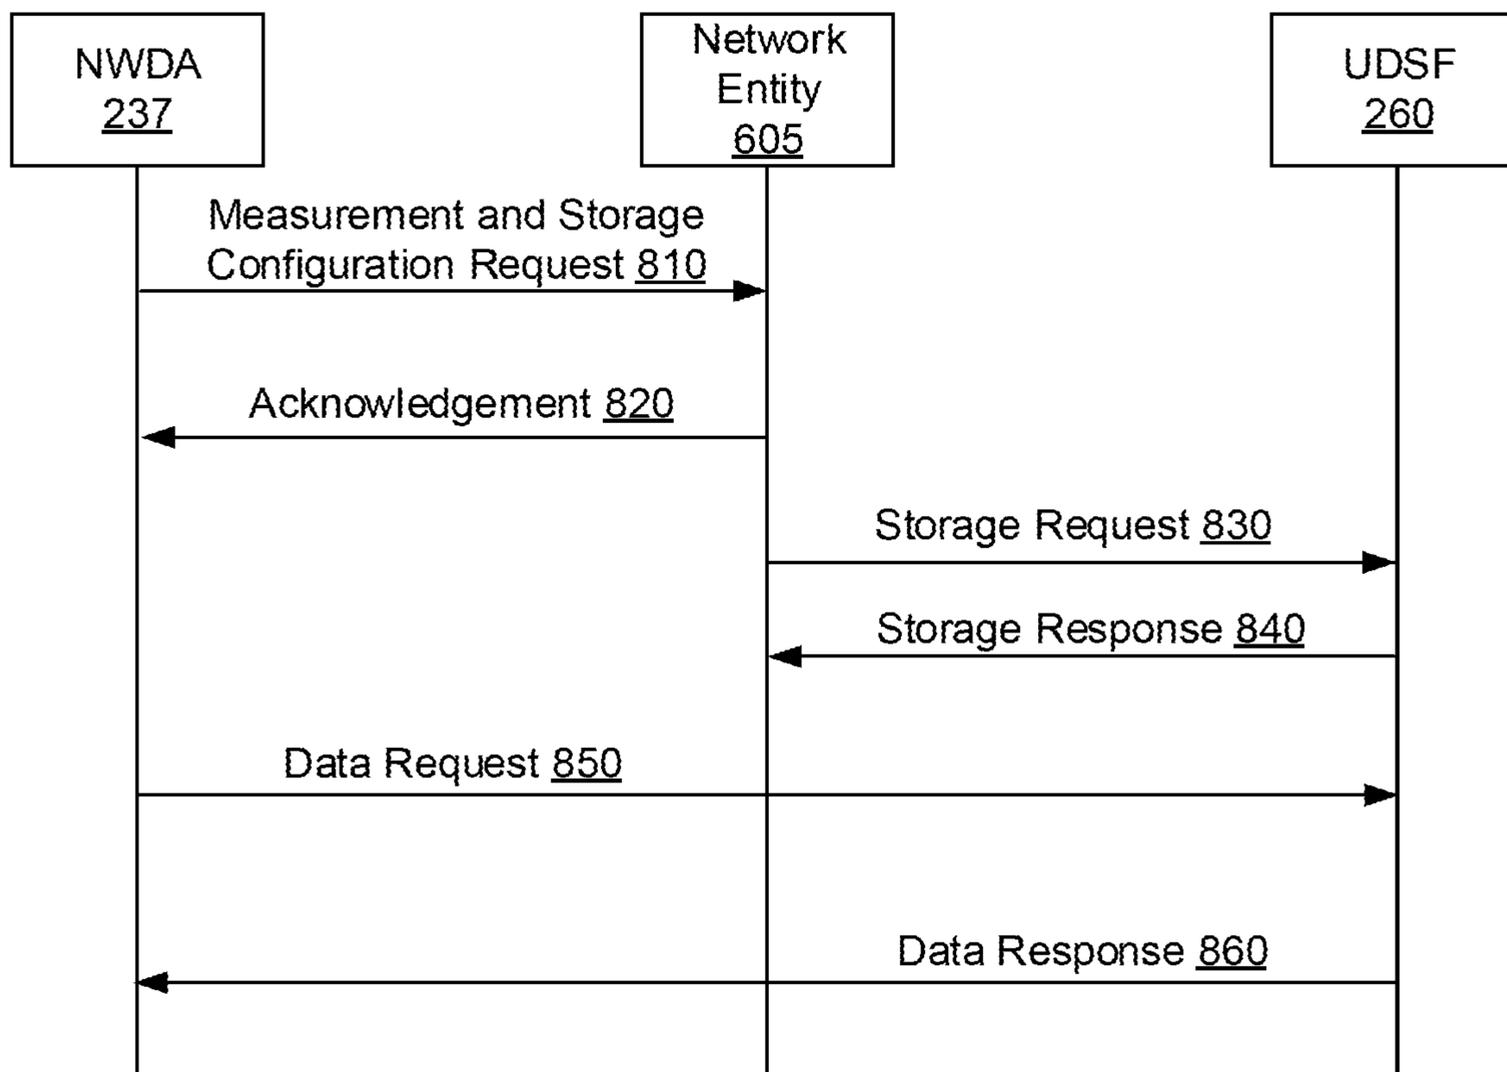 NWDA
237
Network
Entity
605
UDSF
260
Measurement and Storage
Configuration Request 810
Acknowledgement 820
Storage Request 830
Storage Response 840
Data Request 850
Data Response 860